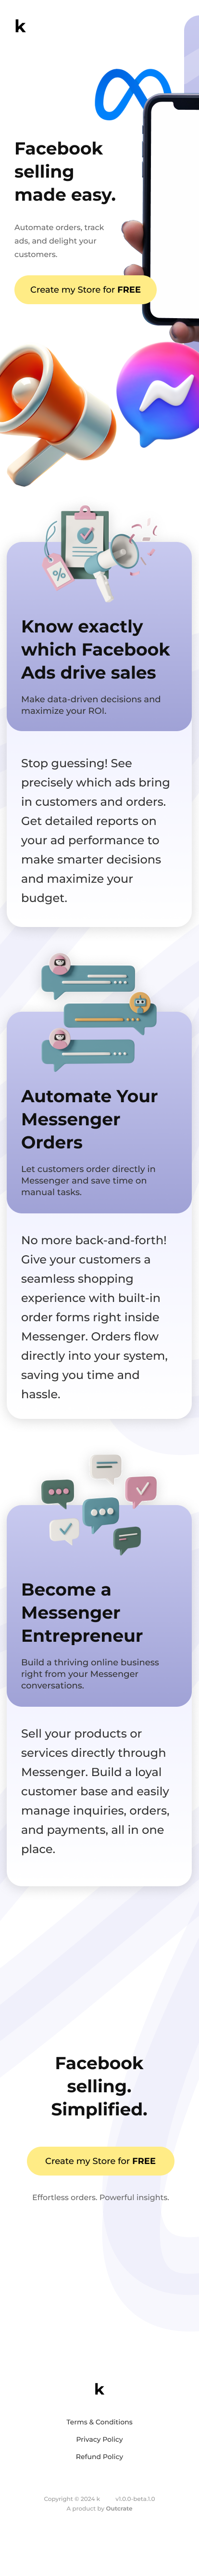 k
Facebook
selling
made easy.
Automate orders, track
ads, and delight your
customers.
Create my Store for FREE
%
Know exactly
which Facebook
Ads drive sales
Make data-driven decisions and
maximize your ROI.
Stop guessing! See
precisely which ads bring
in customers and orders.
Get detailed reports on
your ad performance to
make smarter decisions
and maximize your
budget.
Automate Your
Messenger
Orders
Let customers order directly in
Messenger and save time on
manual tasks.
No more back-and-forth!
Give your customers a
seamless shopping
experience with built-in
order forms right inside
Messenger. Orders flow
directly into your system,
saving you time and
hassle.
Become a
Messenger
Entrepreneur
Build a thriving online business
right from your Messenger
conversations.
Sell your products or
services directly through
Messenger. Build a loyal
customer base and easily
manage inquiries, orders,
and payments, all in one
place.
Facebook
selling.
Simplified.
Create my Store for FREE
Effortless orders. Powerful insights.
k
Terms & Conditions
Privacy Policy
Refund Policy
Copyright © 2024 k v1.0.0-beta.1.0
A product by Outcrate